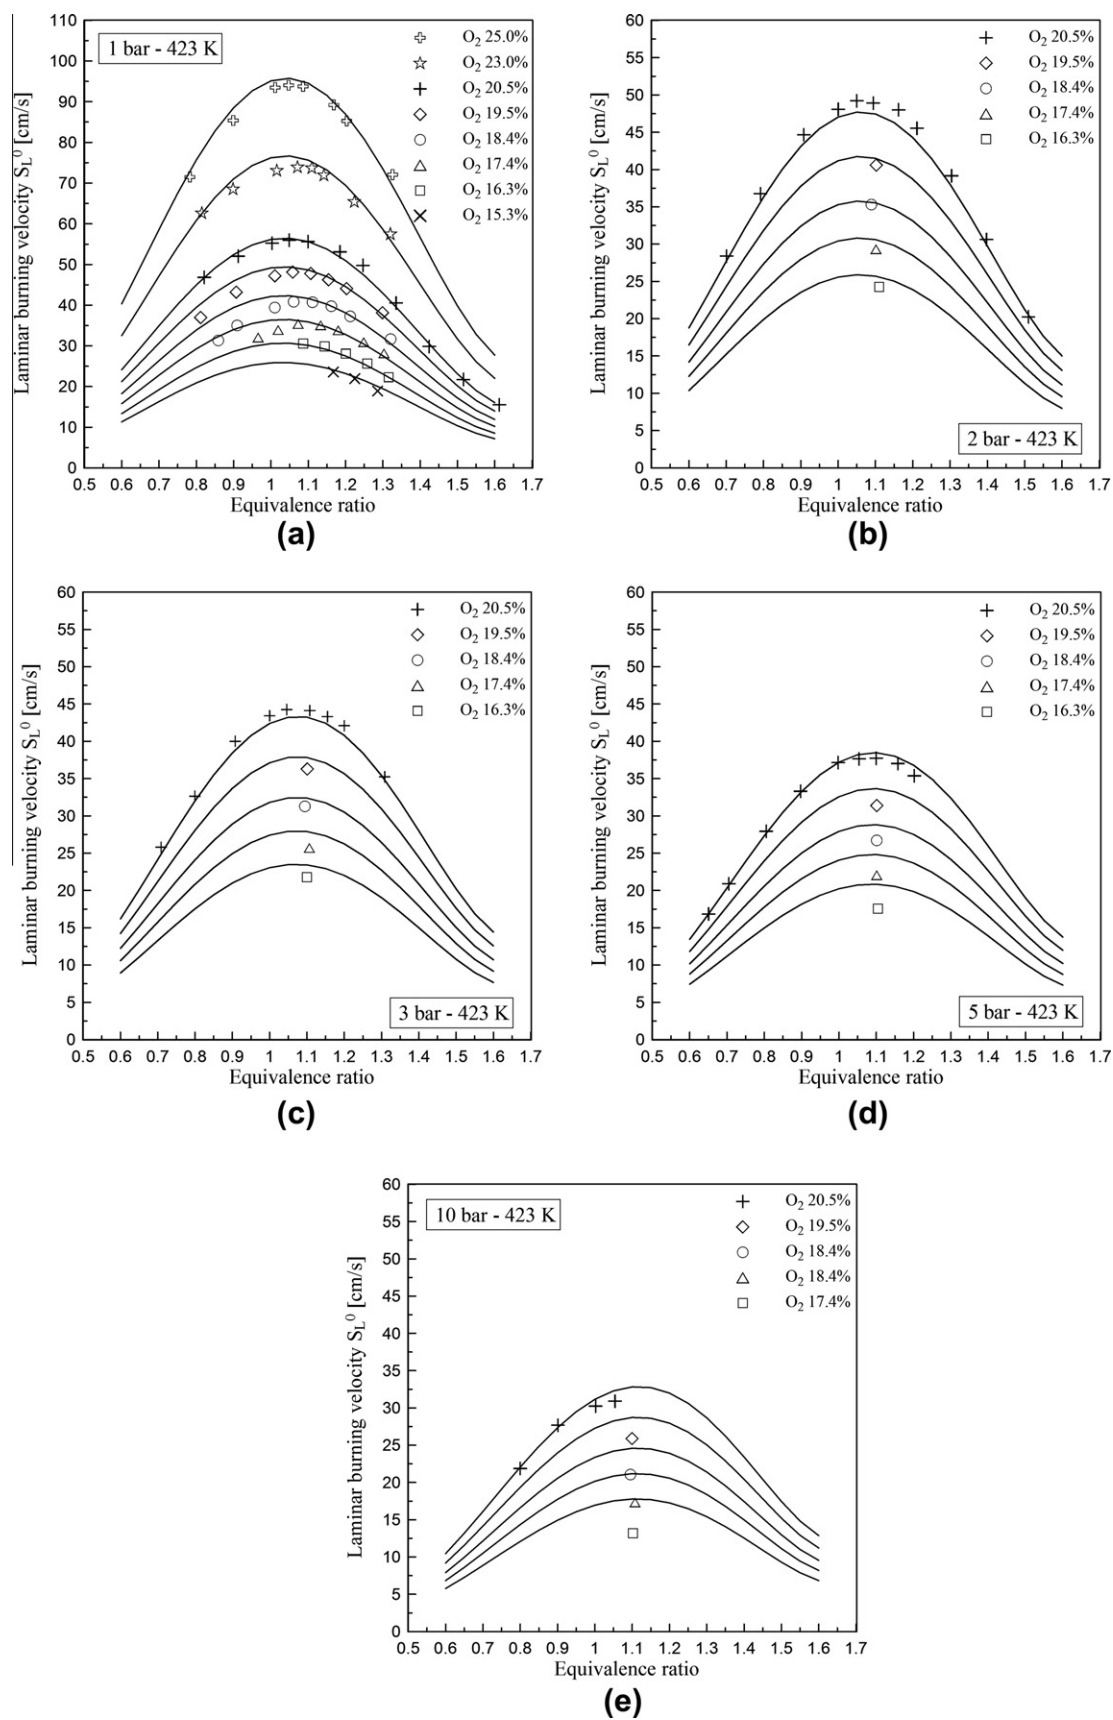 110
100
90
80
70
60
50
40
30
20
10
0
Laminar burning velocity S_L^0 [cm/s]
1 bar - 423 K
O2 25.0%
O2 23.0%
O2 20.5%
O2 19.5%
O2 18.4%
O2 17.4%
O2 16.3%
O2 15.3%
0.5 0.6 0.7 0.8 0.9 1 1.1 1.2 1.3 1.4 1.5 1.6 1.7
Equivalence ratio
(a)
60
55
50
45
40
35
30
25
20
15
10
5
0
Laminar burning velocity S_L^0 [cm/s]
O2 20.5%
O2 19.5%
O2 18.4%
O2 17.4%
O2 16.3%
2 bar - 423 K
0.5 0.6 0.7 0.8 0.9 1 1.1 1.2 1.3 1.4 1.5 1.6 1.7
Equivalence ratio
(b)
60
55
50
45
40
35
30
25
20
15
10
5
0
Laminar burning velocity S_L^0 [cm/s]
O2 20.5%
O2 19.5%
O2 18.4%
O2 17.4%
O2 16.3%
3 bar - 423 K
0.5 0.6 0.7 0.8 0.9 1 1.1 1.2 1.3 1.4 1.5 1.6 1.7
Equivalence ratio
(c)
60
55
50
45
40
35
30
25
20
15
10
5
0
Laminar burning velocity S_L^0 [cm/s]
O2 20.5%
O2 19.5%
O2 18.4%
O2 17.4%
O2 16.3%
5 bar - 423 K
0.5 0.6 0.7 0.8 0.9 1 1.1 1.2 1.3 1.4 1.5 1.6 1.7
Equivalence ratio
(d)
60
55
50
45
40
35
30
25
20
15
10
5
0
Laminar burning velocity S_L^0 [cm/s]
10 bar - 423 K
O2 20.5%
O2 19.5%
O2 18.4%
O2 18.4%
O2 17.4%
0.5 0.6 0.7 0.8 0.9 1 1.1 1.2 1.3 1.4 1.5 1.6 1.7
Equivalence ratio
(e)